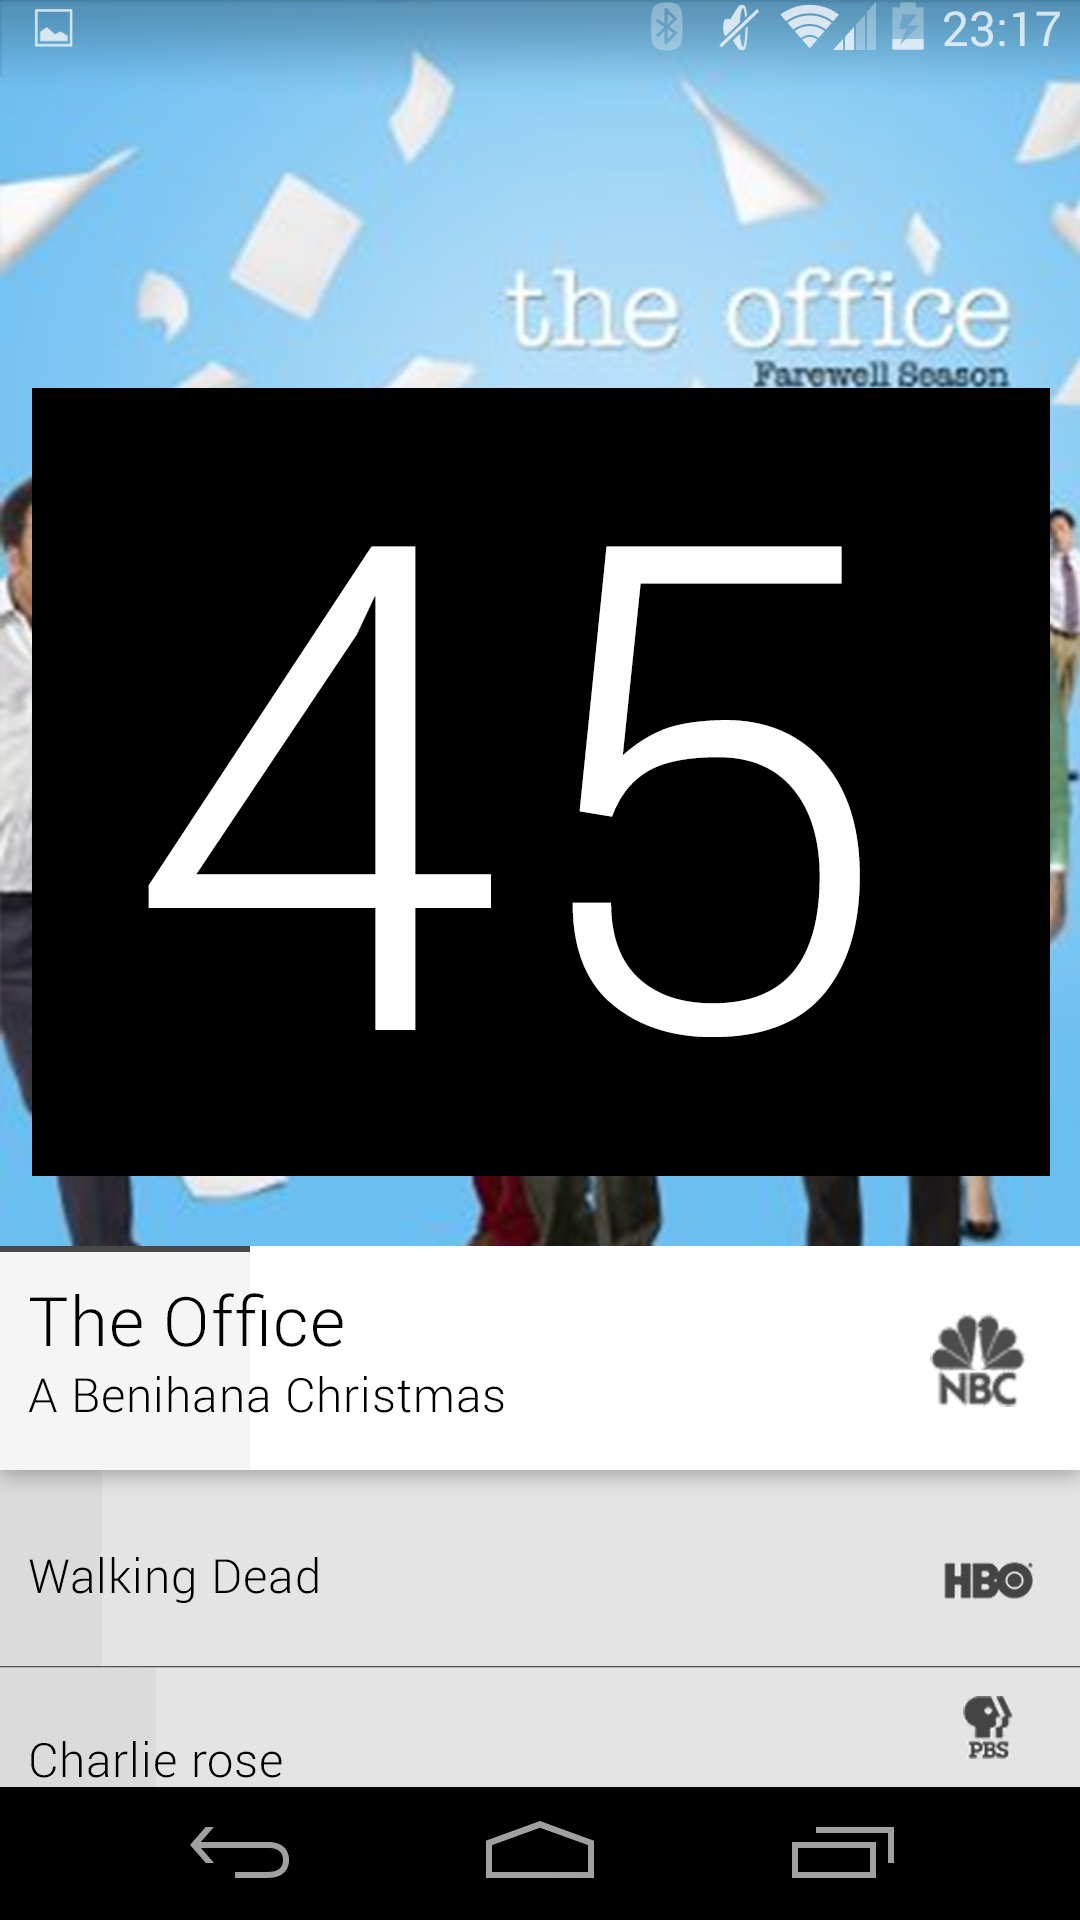 23:17
the office
Farewell Season
45
The Office
A Benihana Christmas
NBC
Walking Dead
HBO
Charlie rose
PBS